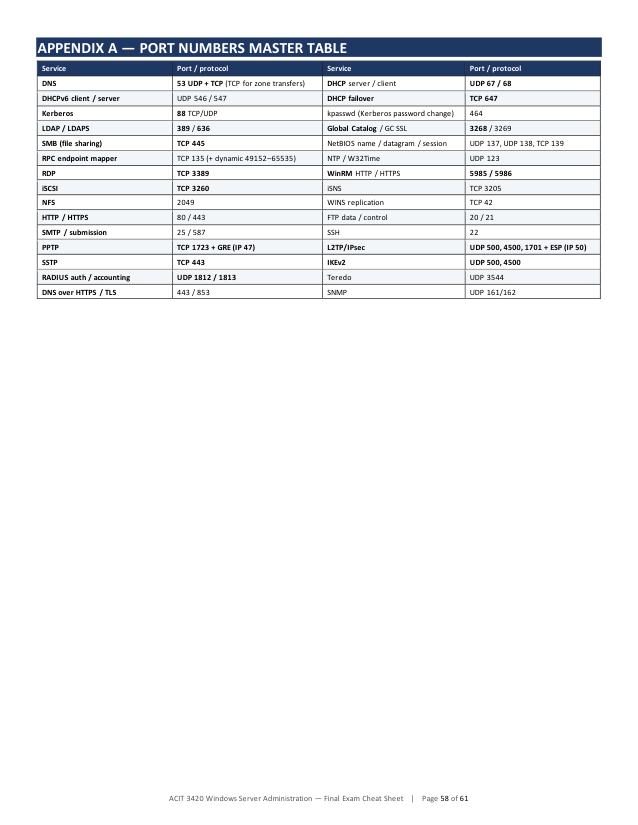 APPENDIX A — PORT NUMBERS MASTER TABLE
Service Port / protocol Service Port / protocol
DNS 53 UDP + TCP (TCP for zone transfers) DHCP server / client UDP 67 / 68
DHCPv6 client / server UDP 546 / 547 DHCP failover TCP 647
Kerberos 88 TCP/UDP kpasswd (Kerberos password change) 464
LDAP / LDAPS 389 / 636 Global Catalog / GC SSL 3268 / 3269
SMB (file sharing) TCP 445 NetBIOS name / datagram / session UDP 137, UDP 138, TCP 139
RPC endpoint mapper TCP 135 (+ dynamic 49152–65535) NTP / W32Time UDP 123
RDP TCP 3389 WinRM HTTP / HTTPS 5985 / 5986
iSCSI TCP 3260 iSNS TCP 3205
NFS 2049 WINS replication TCP 42
HTTP / HTTPS 80 / 443 FTP data / control 20 / 21
SMTP / submission 25 / 587 SSH 22
PPTP TCP 1723 + GRE (IP 47) L2TP/IPsec UDP 500, 4500, 1701 + ESP (IP 50)
SSTP TCP 443 IKEv2 UDP 500, 4500
RADIUS auth / accounting UDP 1812 / 1813 Teredo UDP 3544
DNS over HTTPS / TLS 443 / 853 SNMP UDP 161/162
ACIT 3420 Windows Server Administration — Final Exam Cheat Sheet | Page 58 of 61